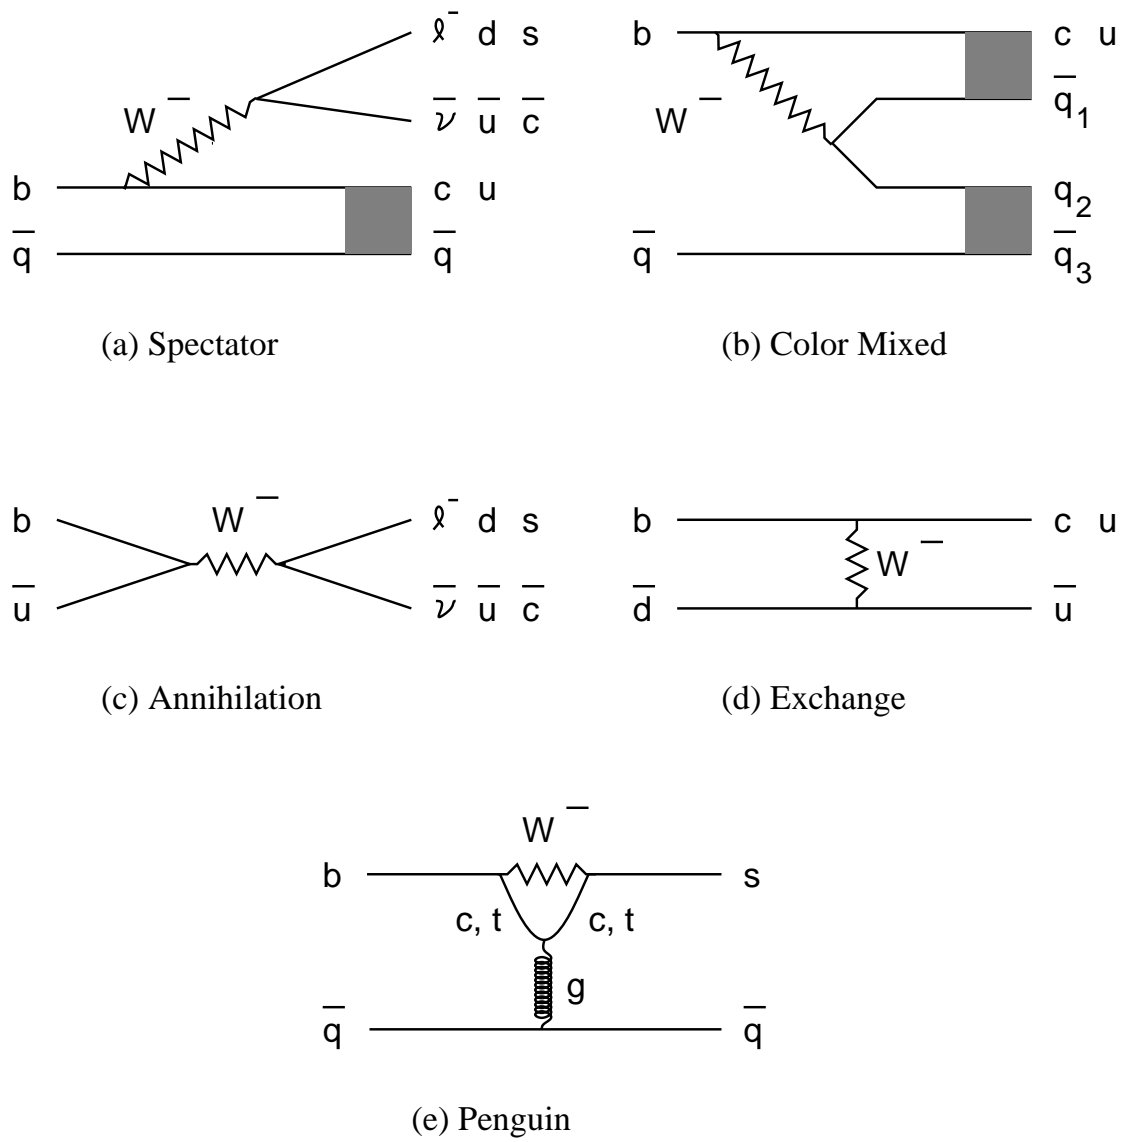 ℓ⁻ d s
W⁻
ν̅ u̅ c̅
b c u
q̅ q̅
(a) Spectator
b c u
W⁻ q̅₁
q₂
q̅ q̅₃
(b) Color Mixed
b W⁻ ℓ⁻ d s
u̅ ν̅ u̅ c̅
(c) Annihilation
b c u
W⁻
d̅ u̅
(d) Exchange
W⁻
b s
c, t c, t
g
q̅ q̅
(e) Penguin